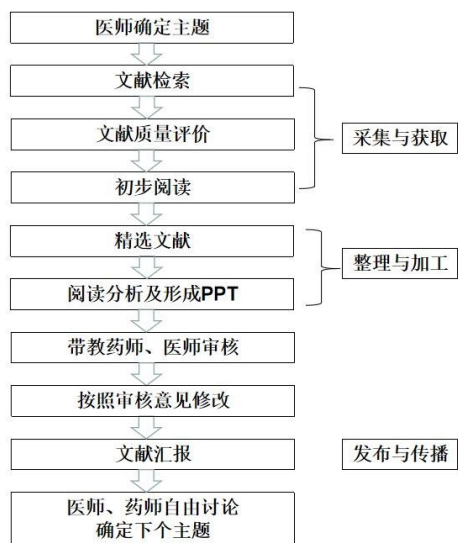 医师确定主题
文献检索
文献质量评价
采集与获取
初步阅读
精选文献
整理与加工
阅读分析及形成PPT
带教药师、医师审核
按照审核意见修改
文献汇报
发布与传播
医师、药师自由讨论
确定下个主题